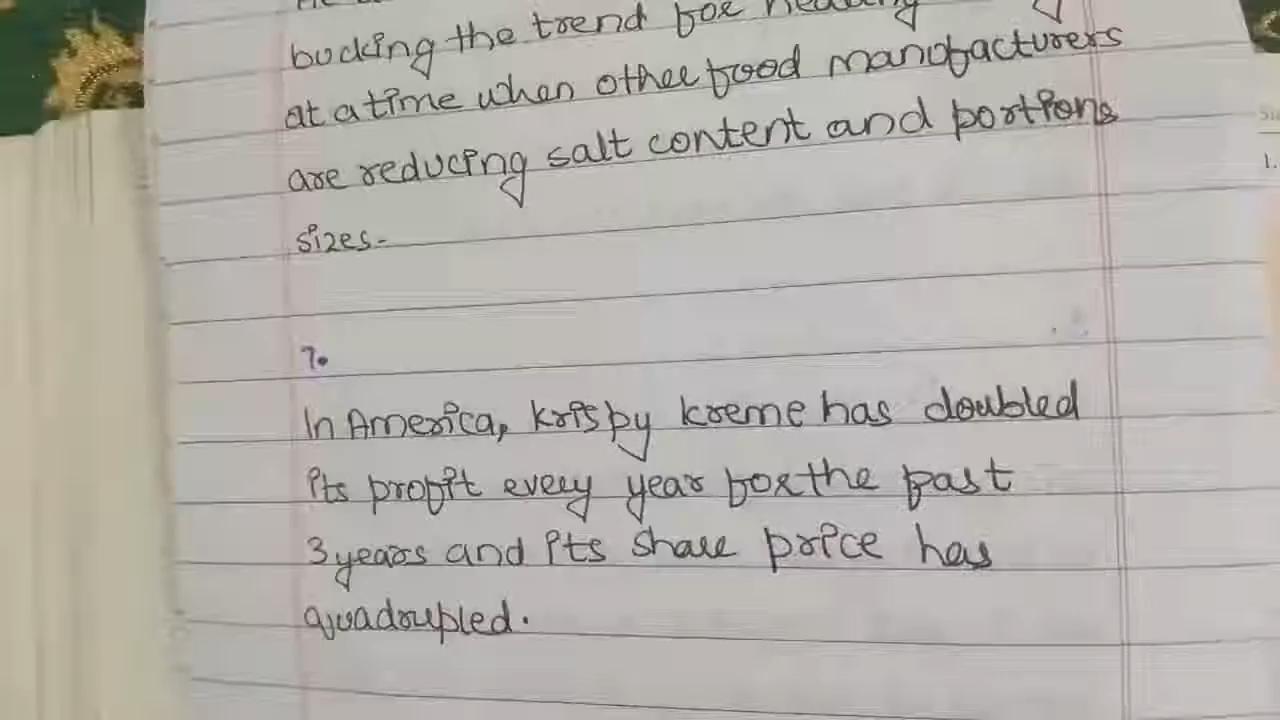 bucking the trend for healthy
at a time when other food manufacturers
are reducing salt content and portions
sizes.
7.
In America, Krispy kreme has doubled
its profit every year for the past
3 years and its share price has
quadrupled.
1.